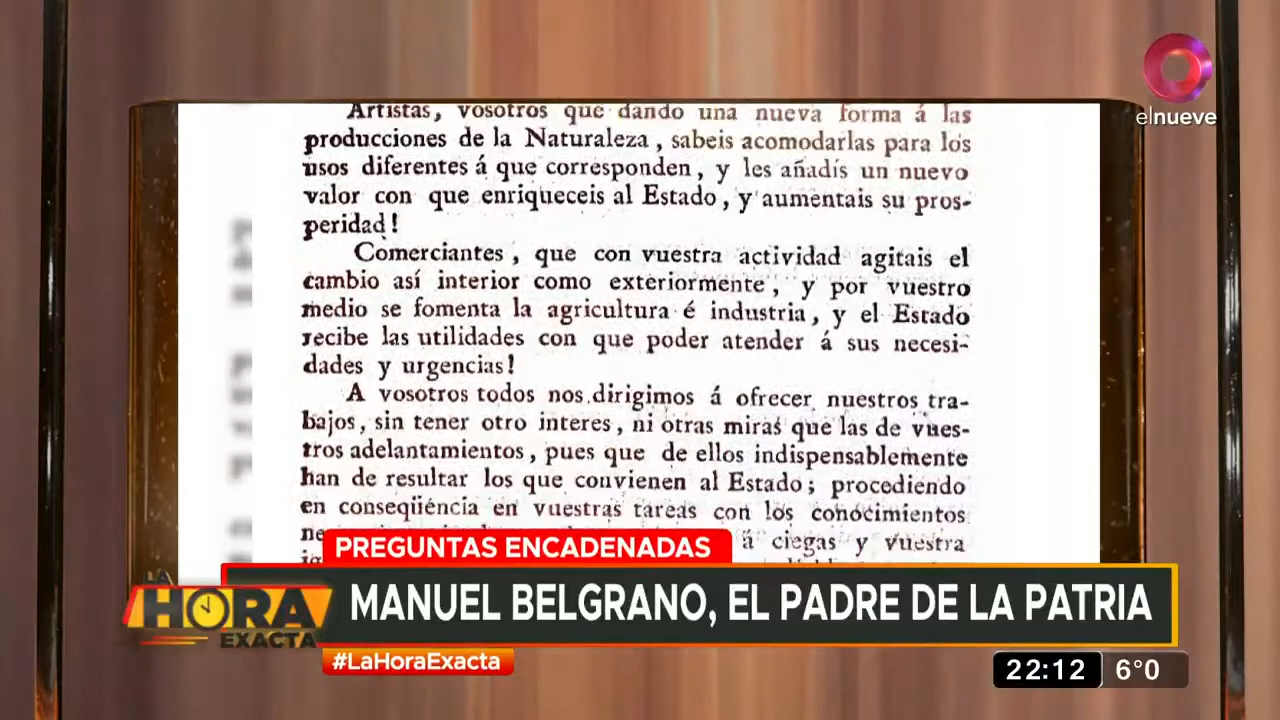 elnueve
Artistas, vosotros que dando una nueva forma á las
producciones de la Naturaleza, sabeis acomodarlas para los
usos diferentes á que corresponden, y les añadis un nuevo
valor con que enriqueceis al Estado, y aumentais su pros-
peridad!
Comerciantes, que con vuestra actividad agitais el
cambio así interior como exteriormente, y por vuestro
medio se fomenta la agricultura é industria, y el Estado
recibe las utilidades con que poder atender á sus necesi-
dades y urgencias!
A vosotros todos nos dirigimos á ofrecer nuestros tra-
bajos, sin tener otro interes, ni otras miras que las de vues-
tros adelantamientos, pues que de ellos indispensablemente
han de resultar los que convienen al Estado; procediendo
en conseqüencia en vuestras tareas con los conocimientos
á ciegas y vuestra
PREGUNTAS ENCADENADAS
LA
HORA
EXACTA
MANUEL BELGRANO, EL PADRE DE LA PATRIA
#LaHoraExacta
22:12 6°0